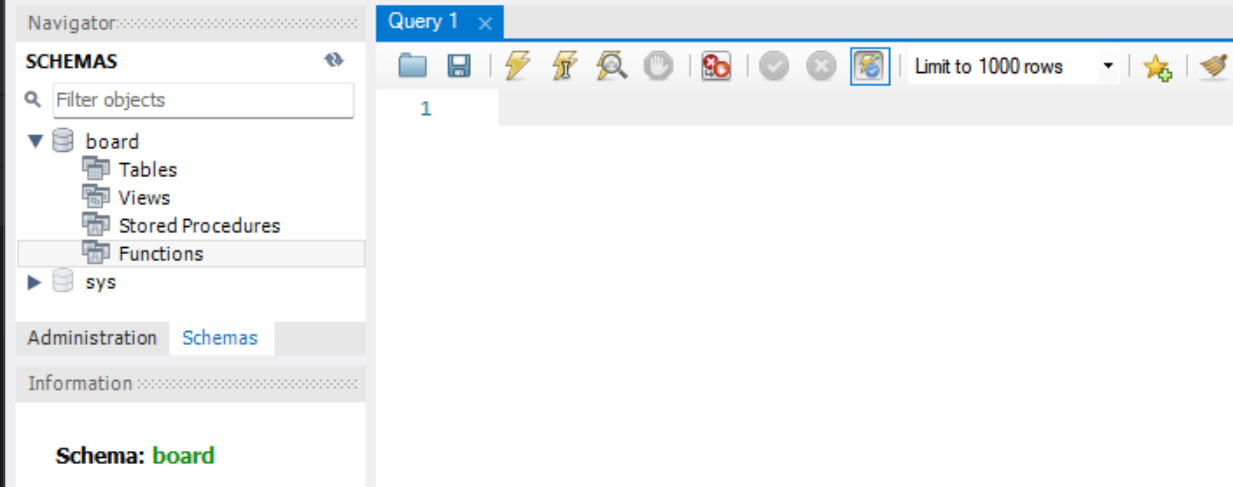 Navigator
SCHEMAS
Filter objects
board
Tables
Views
Stored Procedures
Functions
sys
Administration Schemas
Information
Schema: board
Query 1
Limit to 1000 rows
1